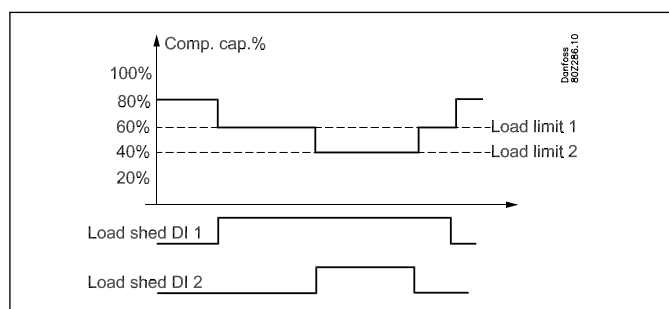 Comp. cap.%
Danfoss
80Z286.10
100%
80%
60%
Load limit 1
40%
Load limit 2
20%
Load shed DI 1
Load shed DI 2